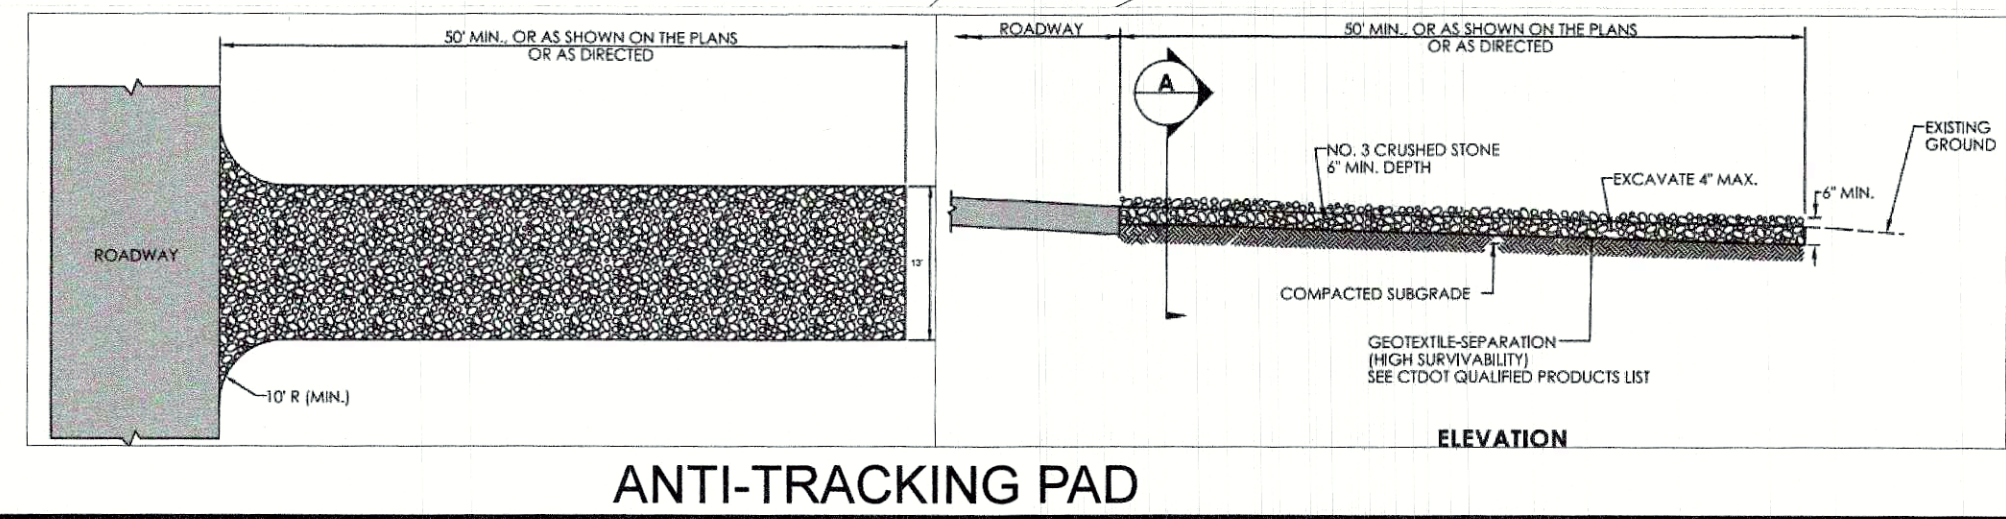 50' MIN., OR AS SHOWN ON THE PLANS
OR AS DIRECTED
ROADWAY
13'
10' R (MIN.)
ROADWAY
50' MIN., OR AS SHOWN ON THE PLANS
OR AS DIRECTED
A
EXISTING
GROUND
NO. 3 CRUSHED STONE
6" MIN. DEPTH
EXCAVATE 4" MAX.
6" MIN.
COMPACTED SUBGRADE
GEOTEXTILE-SEPARATION
(HIGH SURVIVABILITY)
SEE CTDOT QUALIFIED PRODUCTS LIST
ELEVATION
ANTI-TRACKING PAD